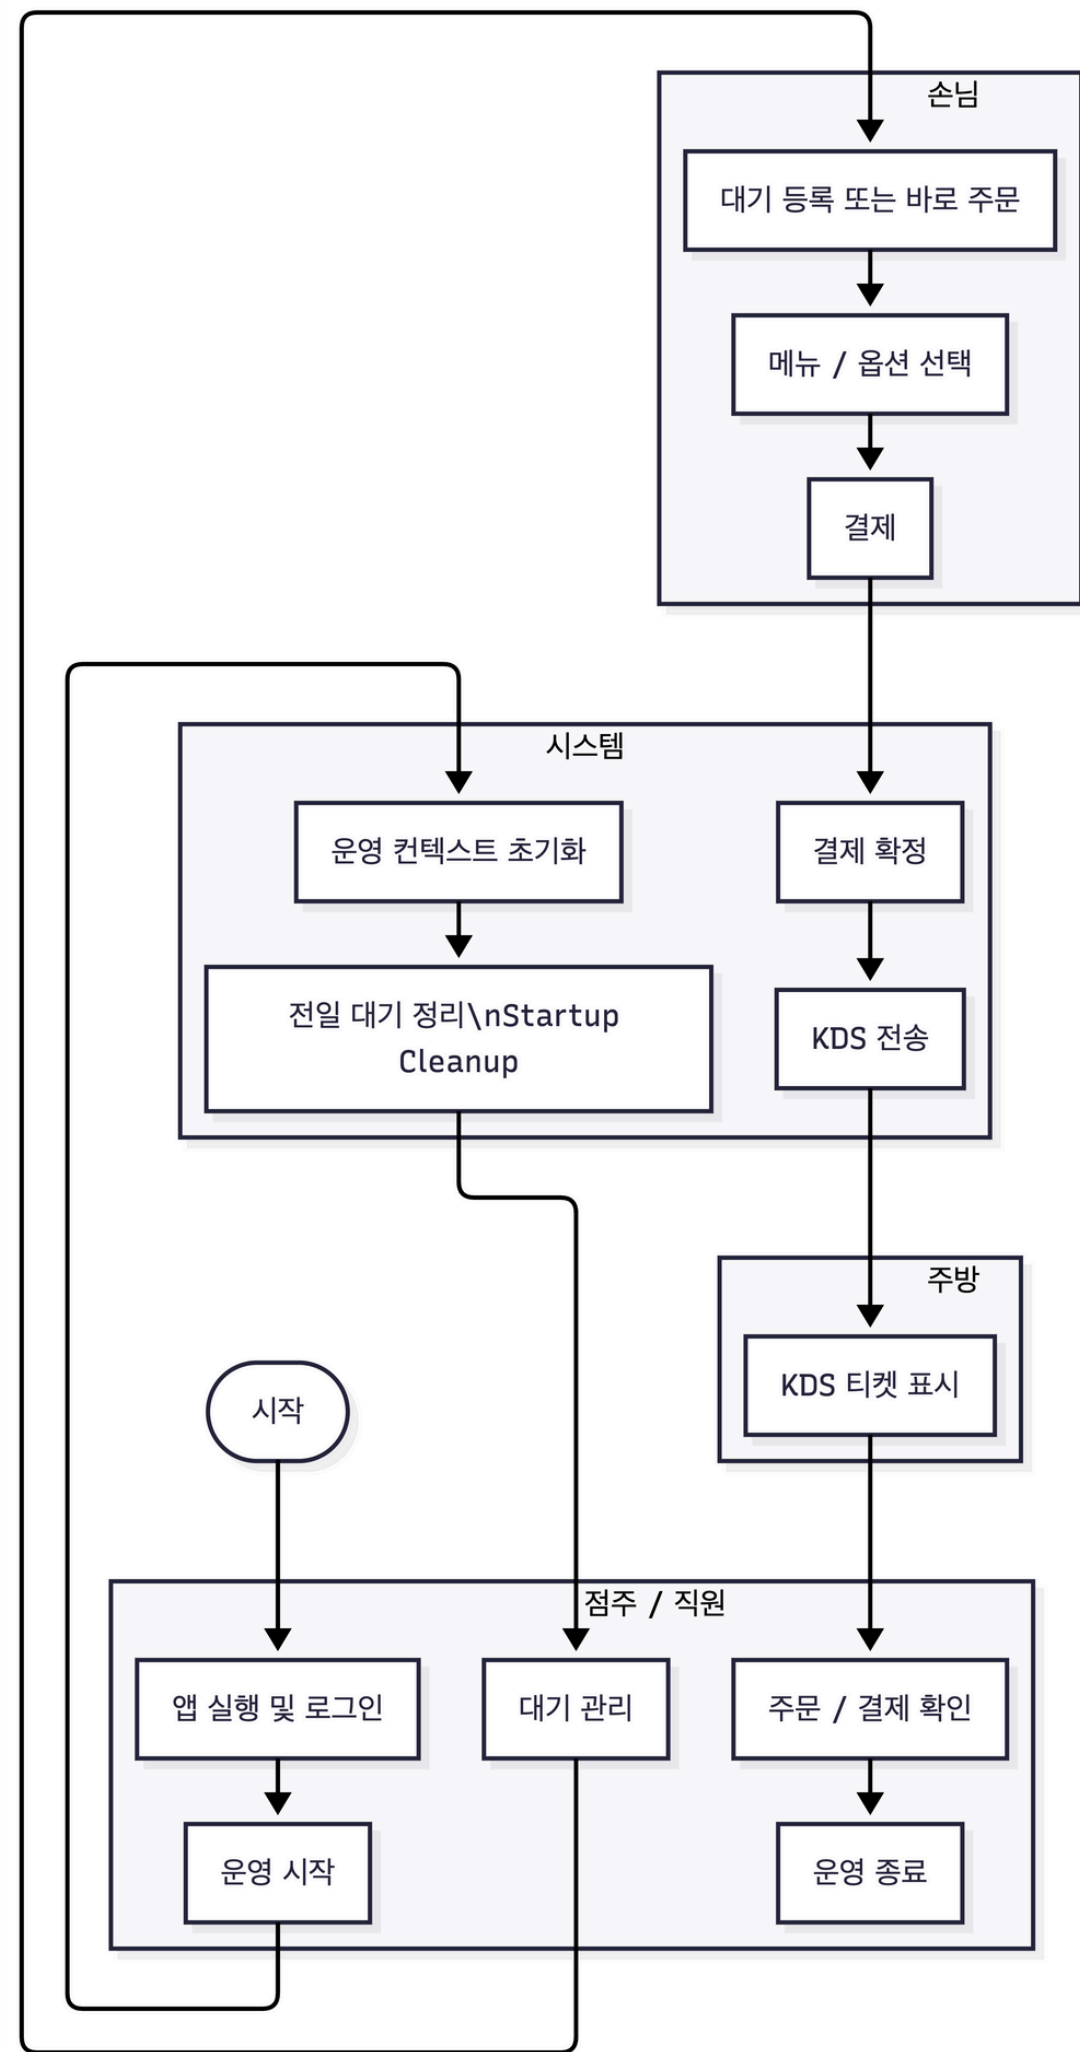 손님
대기 등록 또는 바로 주문
메뉴 / 옵션 선택
결제
시스템
운영 컨텍스트 초기화
결제 확정
전일 대기 정리\nStartup
Cleanup
KDS 전송
주방
KDS 티켓 표시
시작
점주 / 직원
앱 실행 및 로그인
대기 관리
주문 / 결제 확인
운영 시작
운영 종료